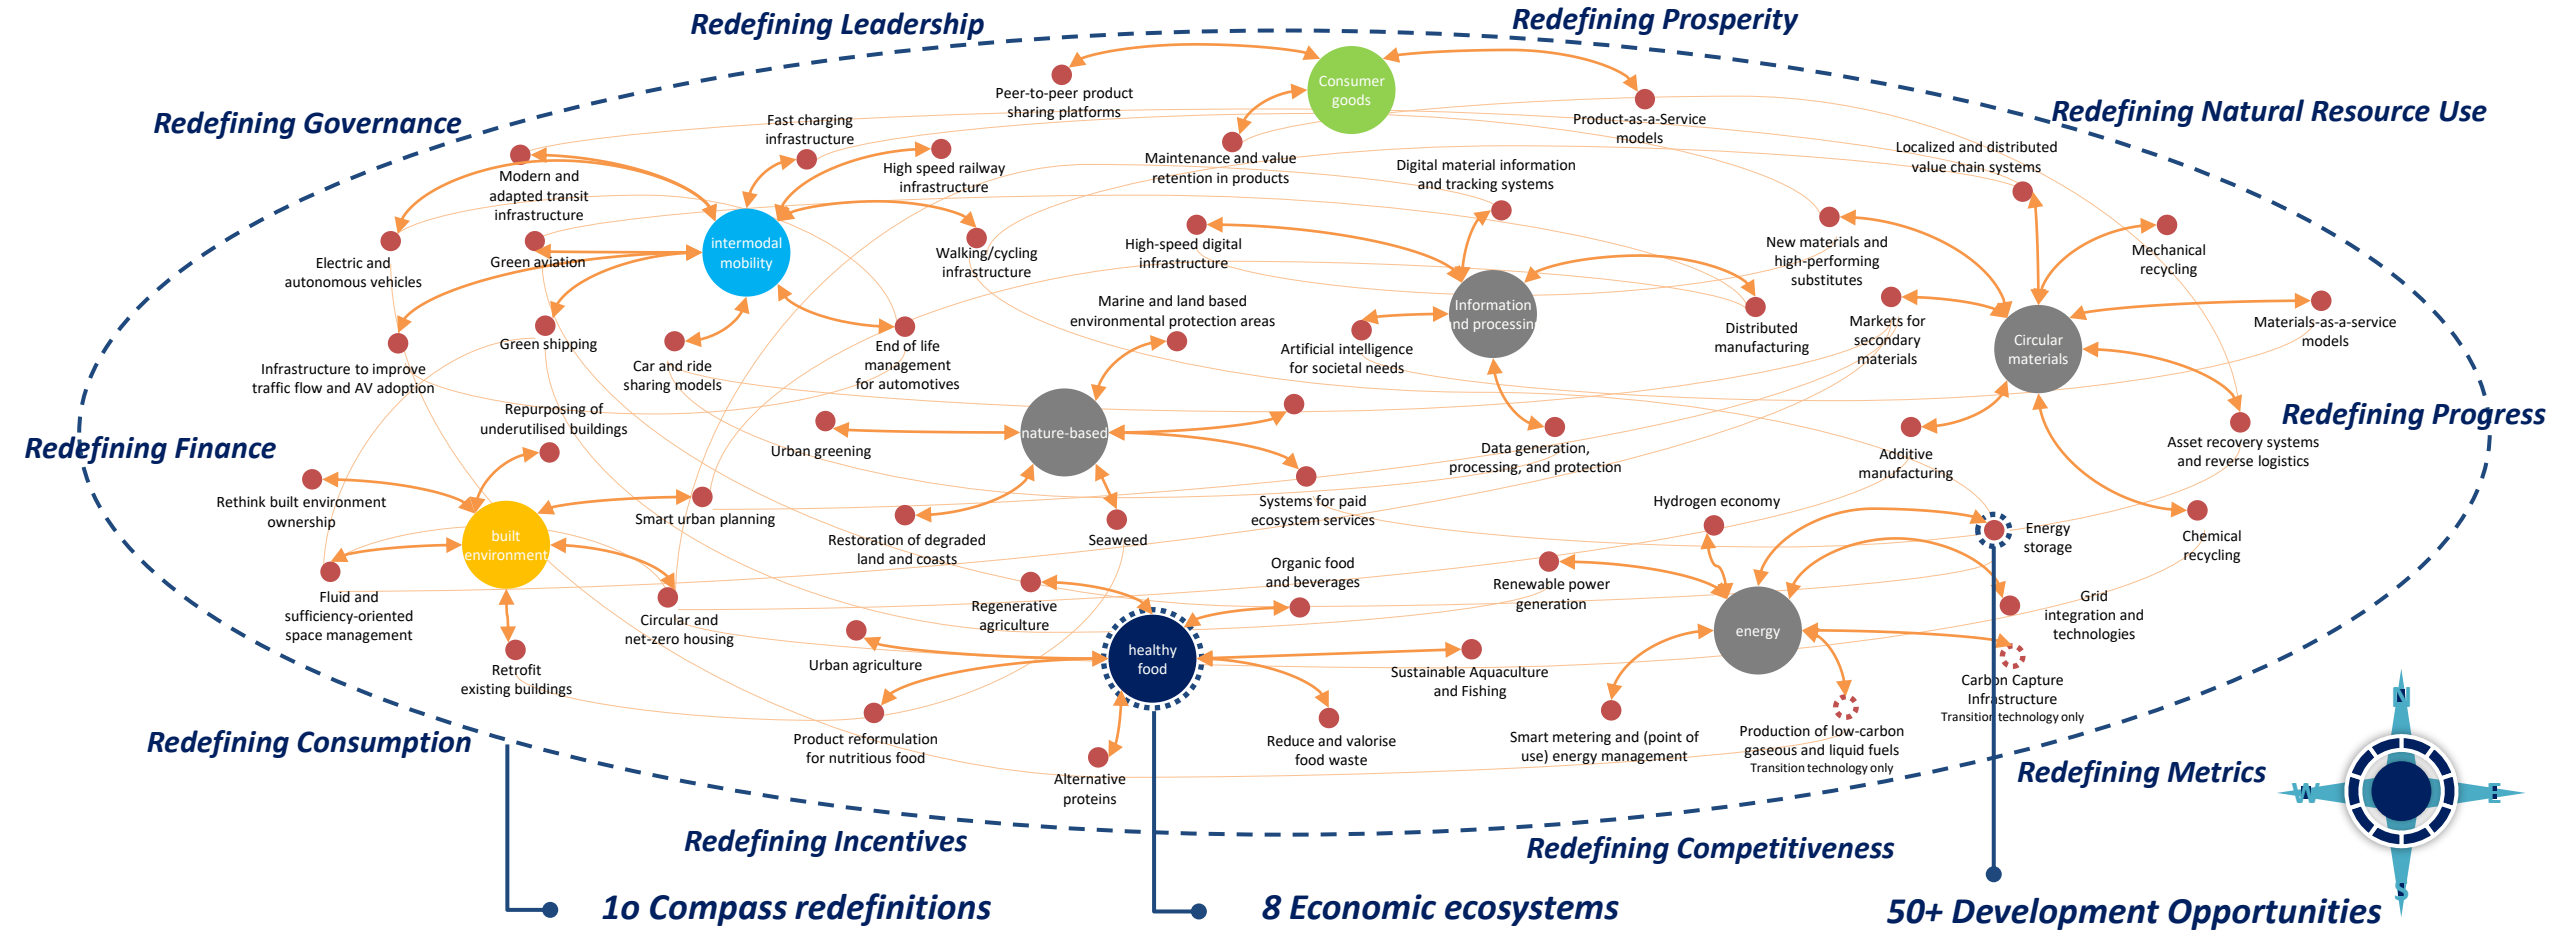 Redefining Leadership
Redefining Prosperity
Redefining Governance
Redefining Natural Resource Use
Consumer
goods
Peer-to-peer product
sharing platforms
Product-as-a-Service
models
Maintenance and value
retention in products
Fast charging
infrastructure
High speed railway
infrastructure
Modern and
adapted transit
infrastructure
intermodal
mobility
Electric and
autonomous vehicles
Green aviation
Walking/cycling
infrastructure
Infrastructure to improve
traffic flow and AV adoption
Green shipping
Car and ride
sharing models
End of life
management
for automotives
Digital material information
and tracking systems
High-speed digital
infrastructure
Information
nd processin
Artificial intelligence
for societal needs
Distributed
manufacturing
Data generation,
processing, and protection
Localized and distributed
value chain systems
New materials and
high-performing
substitutes
Mechanical
recycling
Markets for
secondary
materials
Circular
materials
Materials-as-a-service
models
Additive
manufacturing
Asset recovery systems
and reverse logistics
Chemical
recycling
Marine and land based
environmental protection areas
nature-based
Urban greening
Systems for paid
ecosystem services
Restoration of degraded
land and coasts
Seaweed
Redefining Finance
Redefining Progress
Repurposing of
underutilised buildings
Rethink built environment
ownership
Smart urban planning
built
environment
Fluid and
sufficiency-oriented
space management
Circular and
net-zero housing
Retrofit
existing buildings
Organic food
and beverages
Regenerative
agriculture
healthy
food
Urban agriculture
Sustainable Aquaculture
and Fishing
Product reformulation
for nutritious food
Reduce and valorise
food waste
Alternative
proteins
Hydrogen economy
Energy
storage
Renewable power
generation
energy
Grid
integration and
technologies
Carbon Capture
Infrastructure
Transition technology only
Smart metering and (point of
use) energy management
Production of low-carbon
gaseous and liquid fuels
Transition technology only
Redefining Consumption
Redefining Metrics
Redefining Incentives
Redefining Competitiveness
N
W
E
S
1o Compass redefinitions
8 Economic ecosystems
50+ Development Opportunities